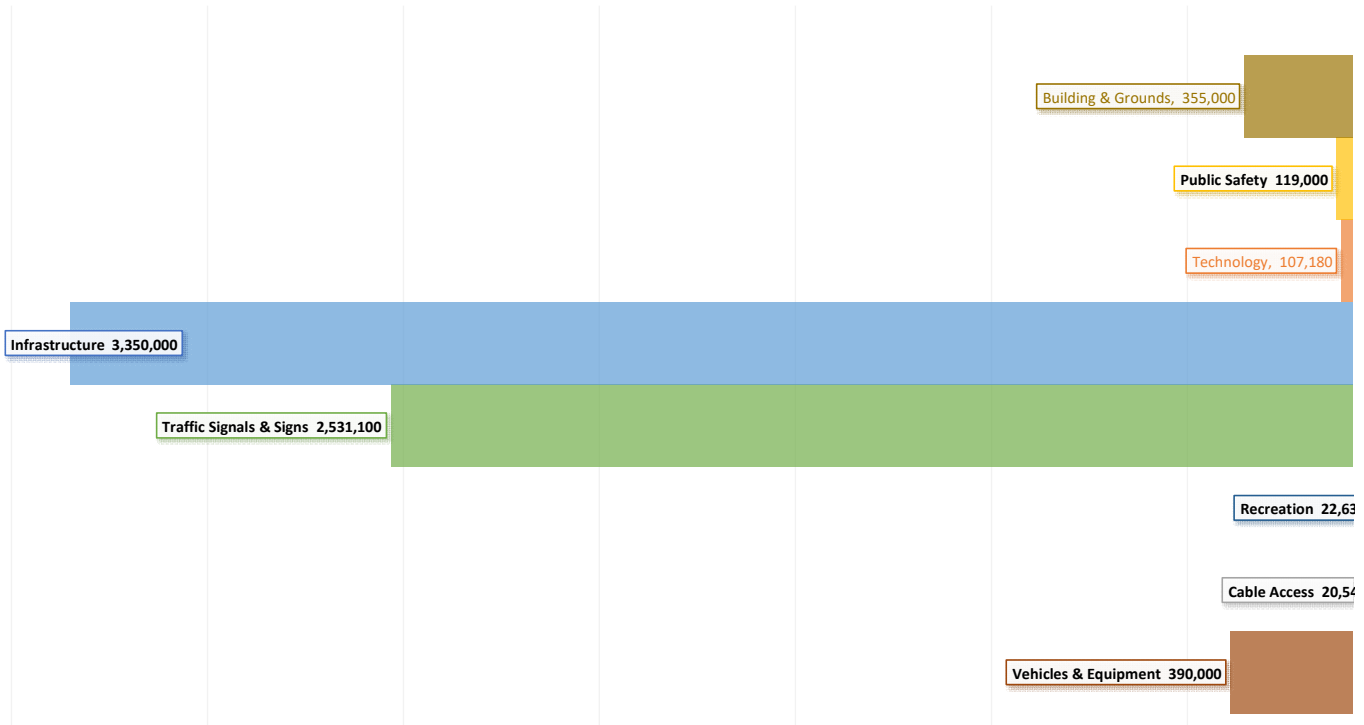 Building & Grounds, 355,000
Public Safety 119,000
Technology, 107,180
Infrastructure 3,350,000
Traffic Signals & Signs 2,531,100
Recreation
Cable Access
Vehicles & Equipment 390,000